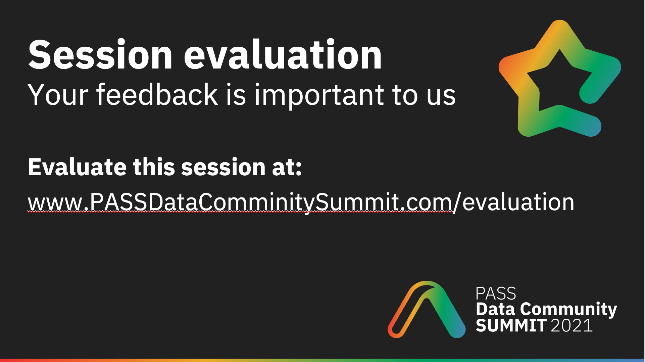 Session evaluation
Your feedback is important to us
Evaluate this session at:
www.PASSDataComminitySummit.com/evaluation
PASS
Data Community
SUMMIT 2021